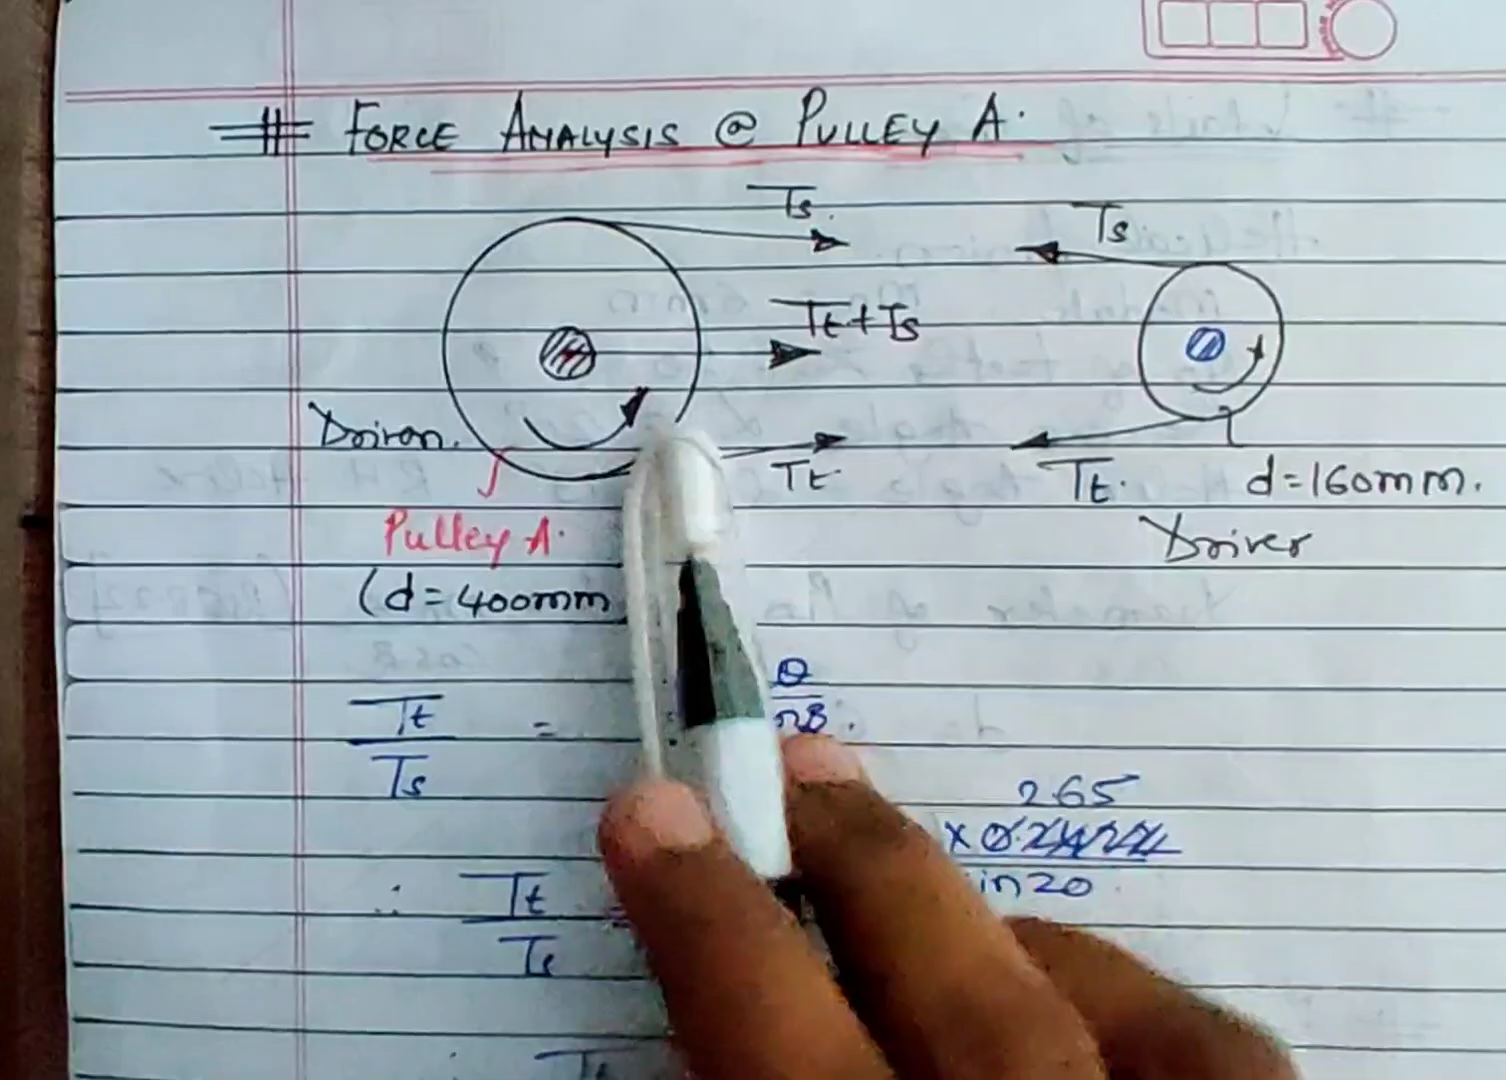 # FORCE ANALYSIS @ PULLEY A.
Ts.
Ts
Tt+Ts
Driven.
Tt
Tt.
d=160mm.
Pulley A.
Driver
(d=400mm
θ
Tt
=
Ts
265
×
∴ Tt
in20
Ts